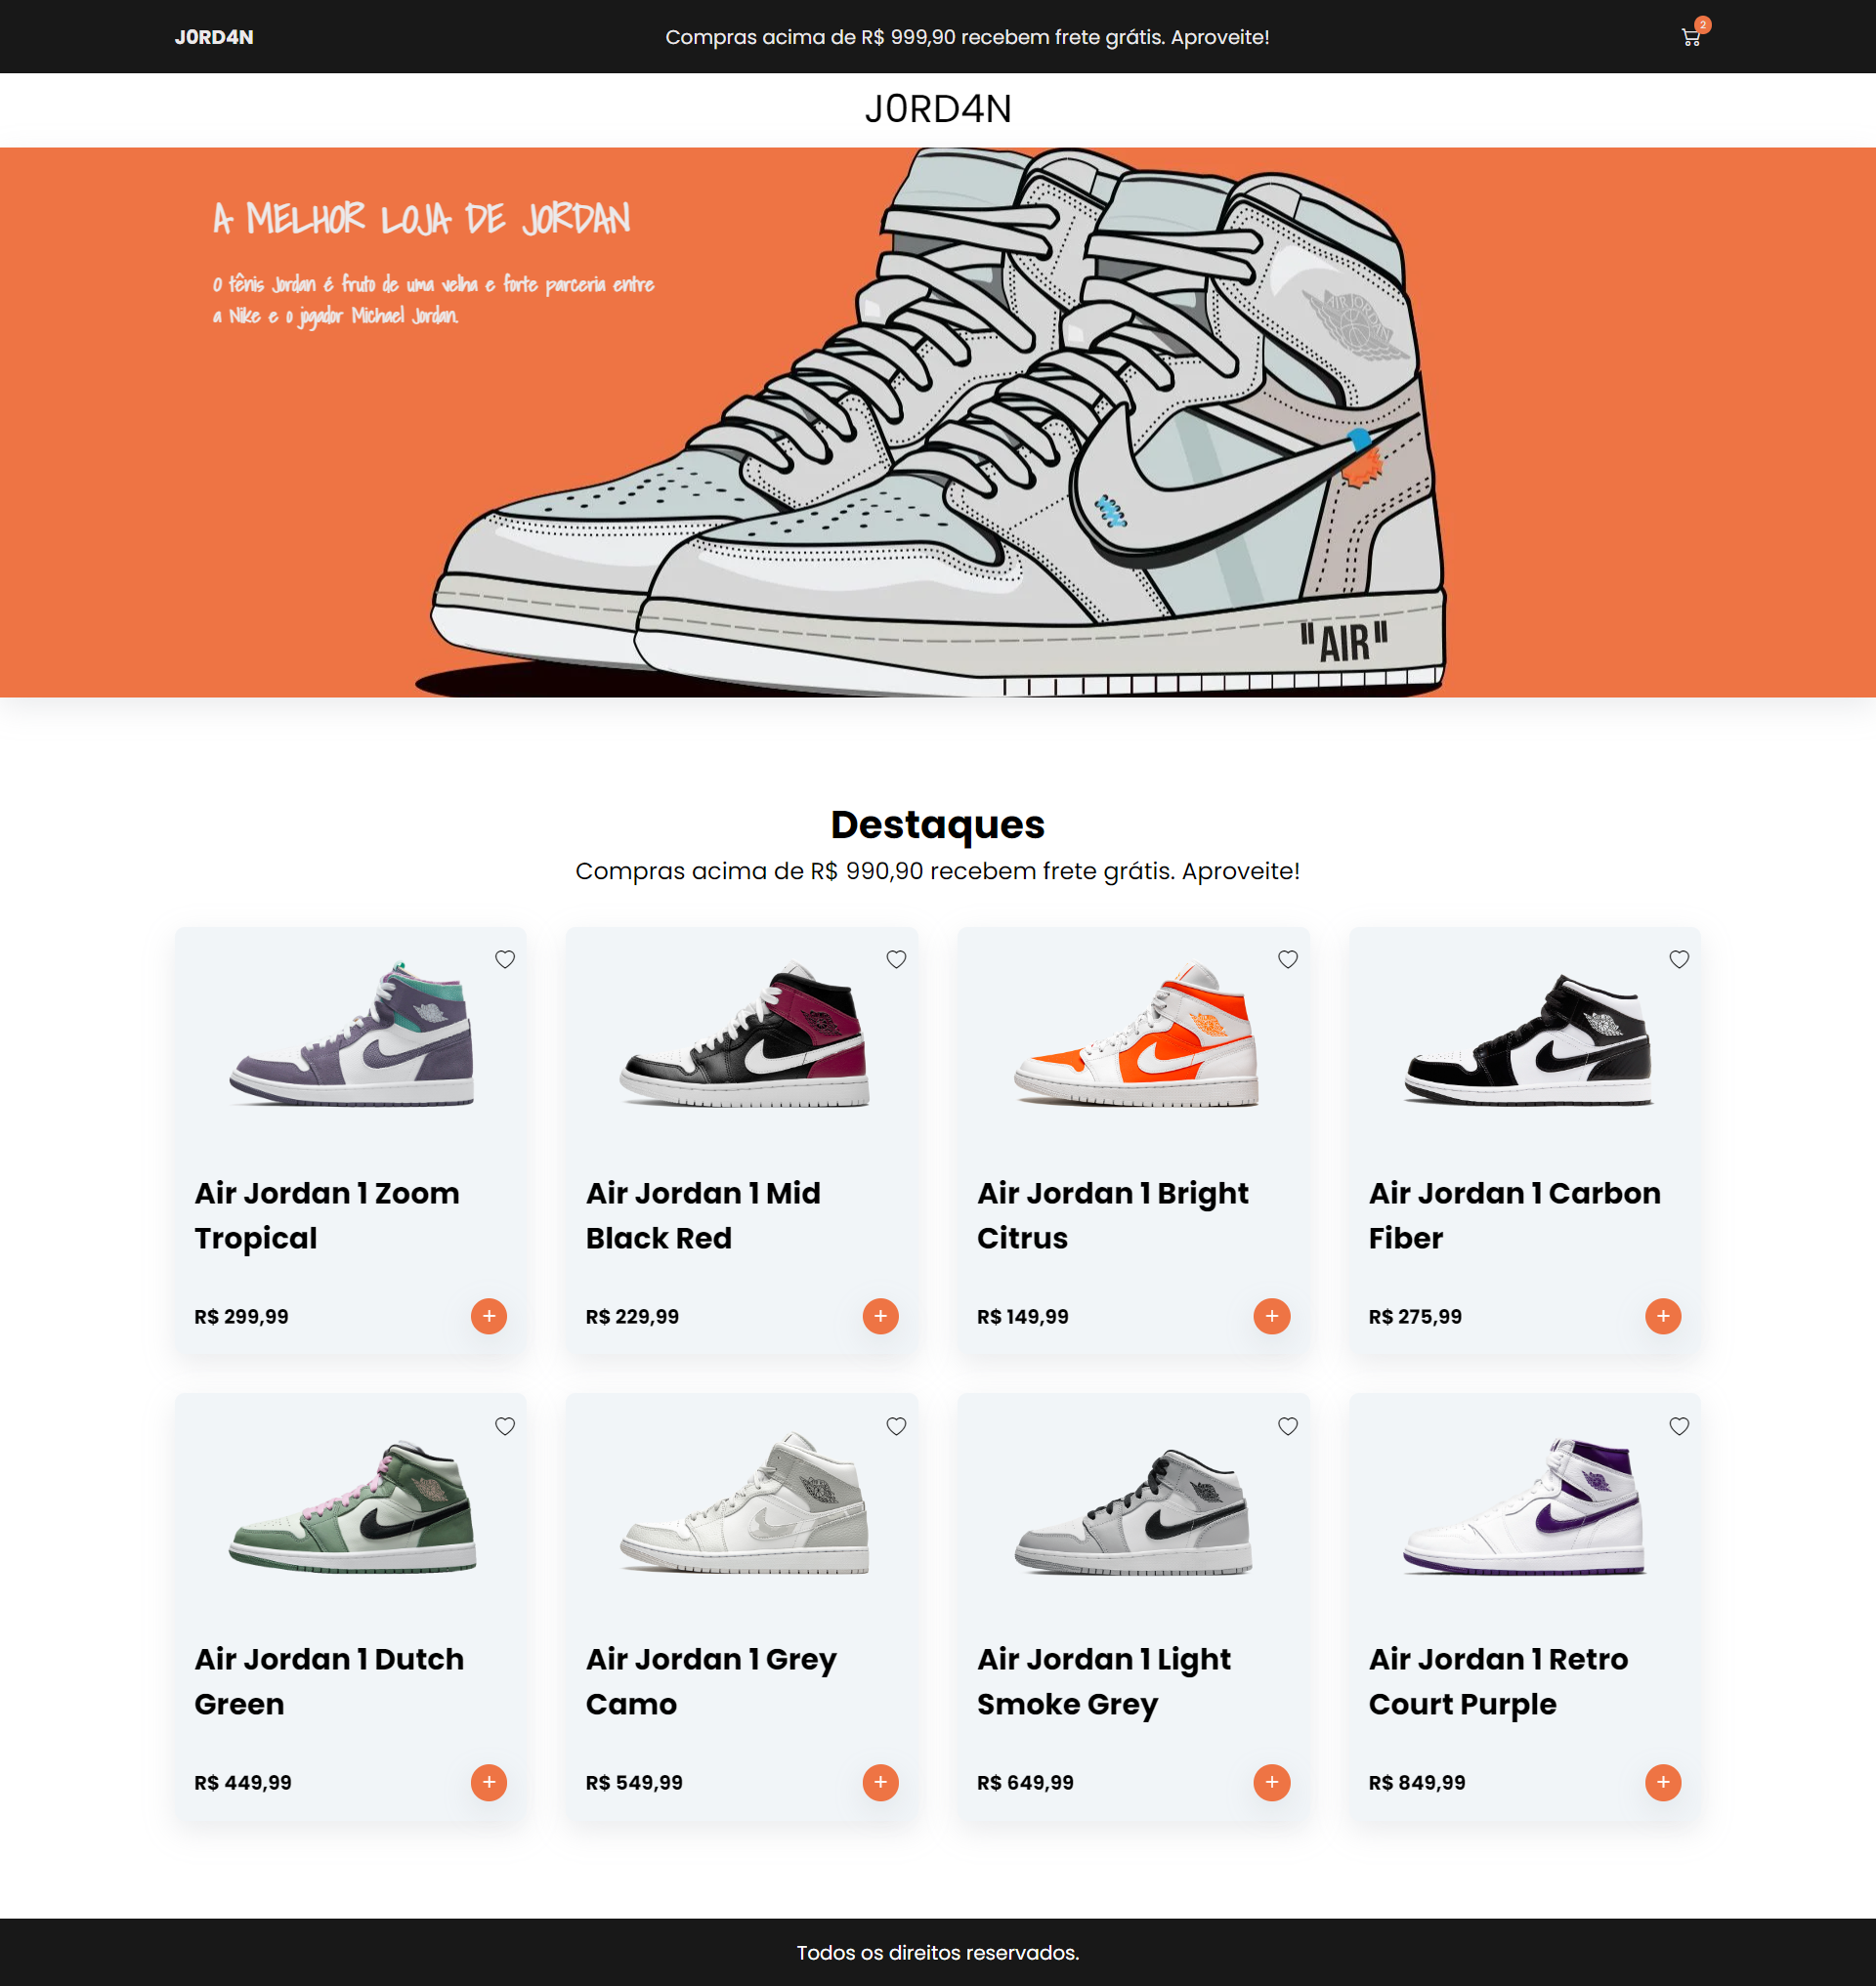 J0RD4N
Compras acima de R$ 999,90 recebem frete grátis. Aproveite!
2
J0RD4N
A MELHOR LOJA DE JORDAN
O tênis Jordan é fruto de uma velha e forte parceria entre
a Nike e o jogador Michael Jordan.
AIR JORDAN
"AIR"
Destaques
Compras acima de R$ 990,90 recebem frete grátis. Aproveite!
Air Jordan 1 Zoom
Tropical
R$ 299,99
+
Air Jordan 1 Mid
Black Red
R$ 229,99
+
Air Jordan 1 Bright
Citrus
R$ 149,99
+
Air Jordan 1 Carbon
Fiber
R$ 275,99
+
Air Jordan 1 Dutch
Green
R$ 449,99
+
Air Jordan 1 Grey
Camo
R$ 549,99
+
Air Jordan 1 Light
Smoke Grey
R$ 649,99
+
Air Jordan 1 Retro
Court Purple
R$ 849,99
+
Todos os direitos reservados.